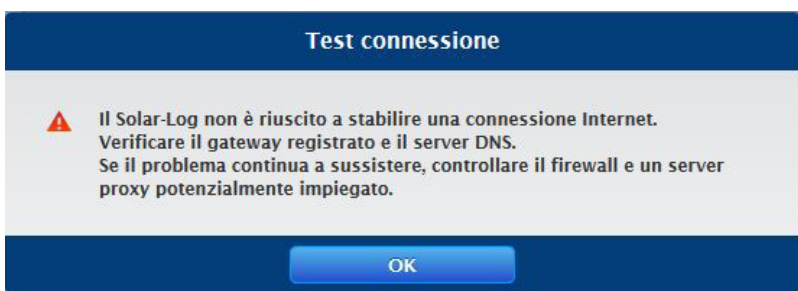 Test connessione
Il Solar-Log non è riuscito a stabilire una connessione Internet.
Verificare il gateway registrato e il server DNS.
Se il problema continua a sussistere, controllare il firewall e un server
proxy potenzialmente impiegato.
OK